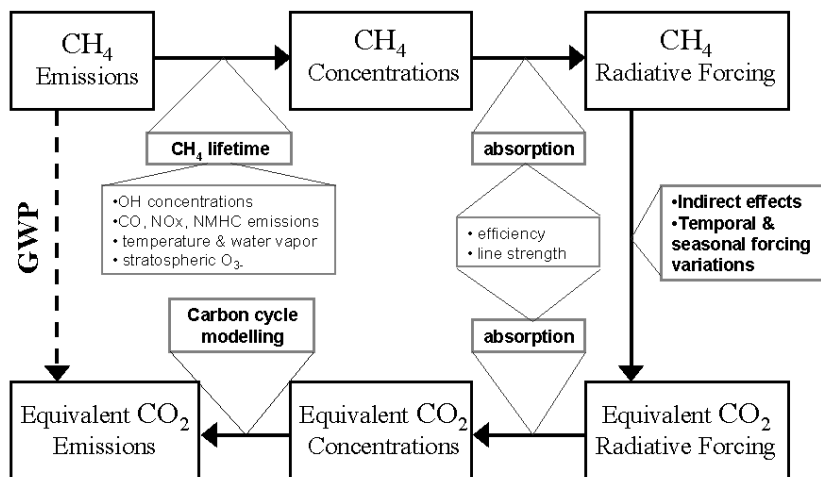 CH4
Emissions
CH4
Concentrations
CH4
Radiative Forcing
CH4 lifetime
absorption
•OH concentrations
•CO, NOx, NMHC emissions
• temperature & water vapor
• stratospheric O3-
• efficiency
• line strength
•Indirect effects
•Temporal &
seasonal forcing
variations
GWP
Carbon cycle
modelling
absorption
Equivalent CO2
Emissions
Equivalent CO2
Concentrations
Equivalent CO2
Radiative Forcing